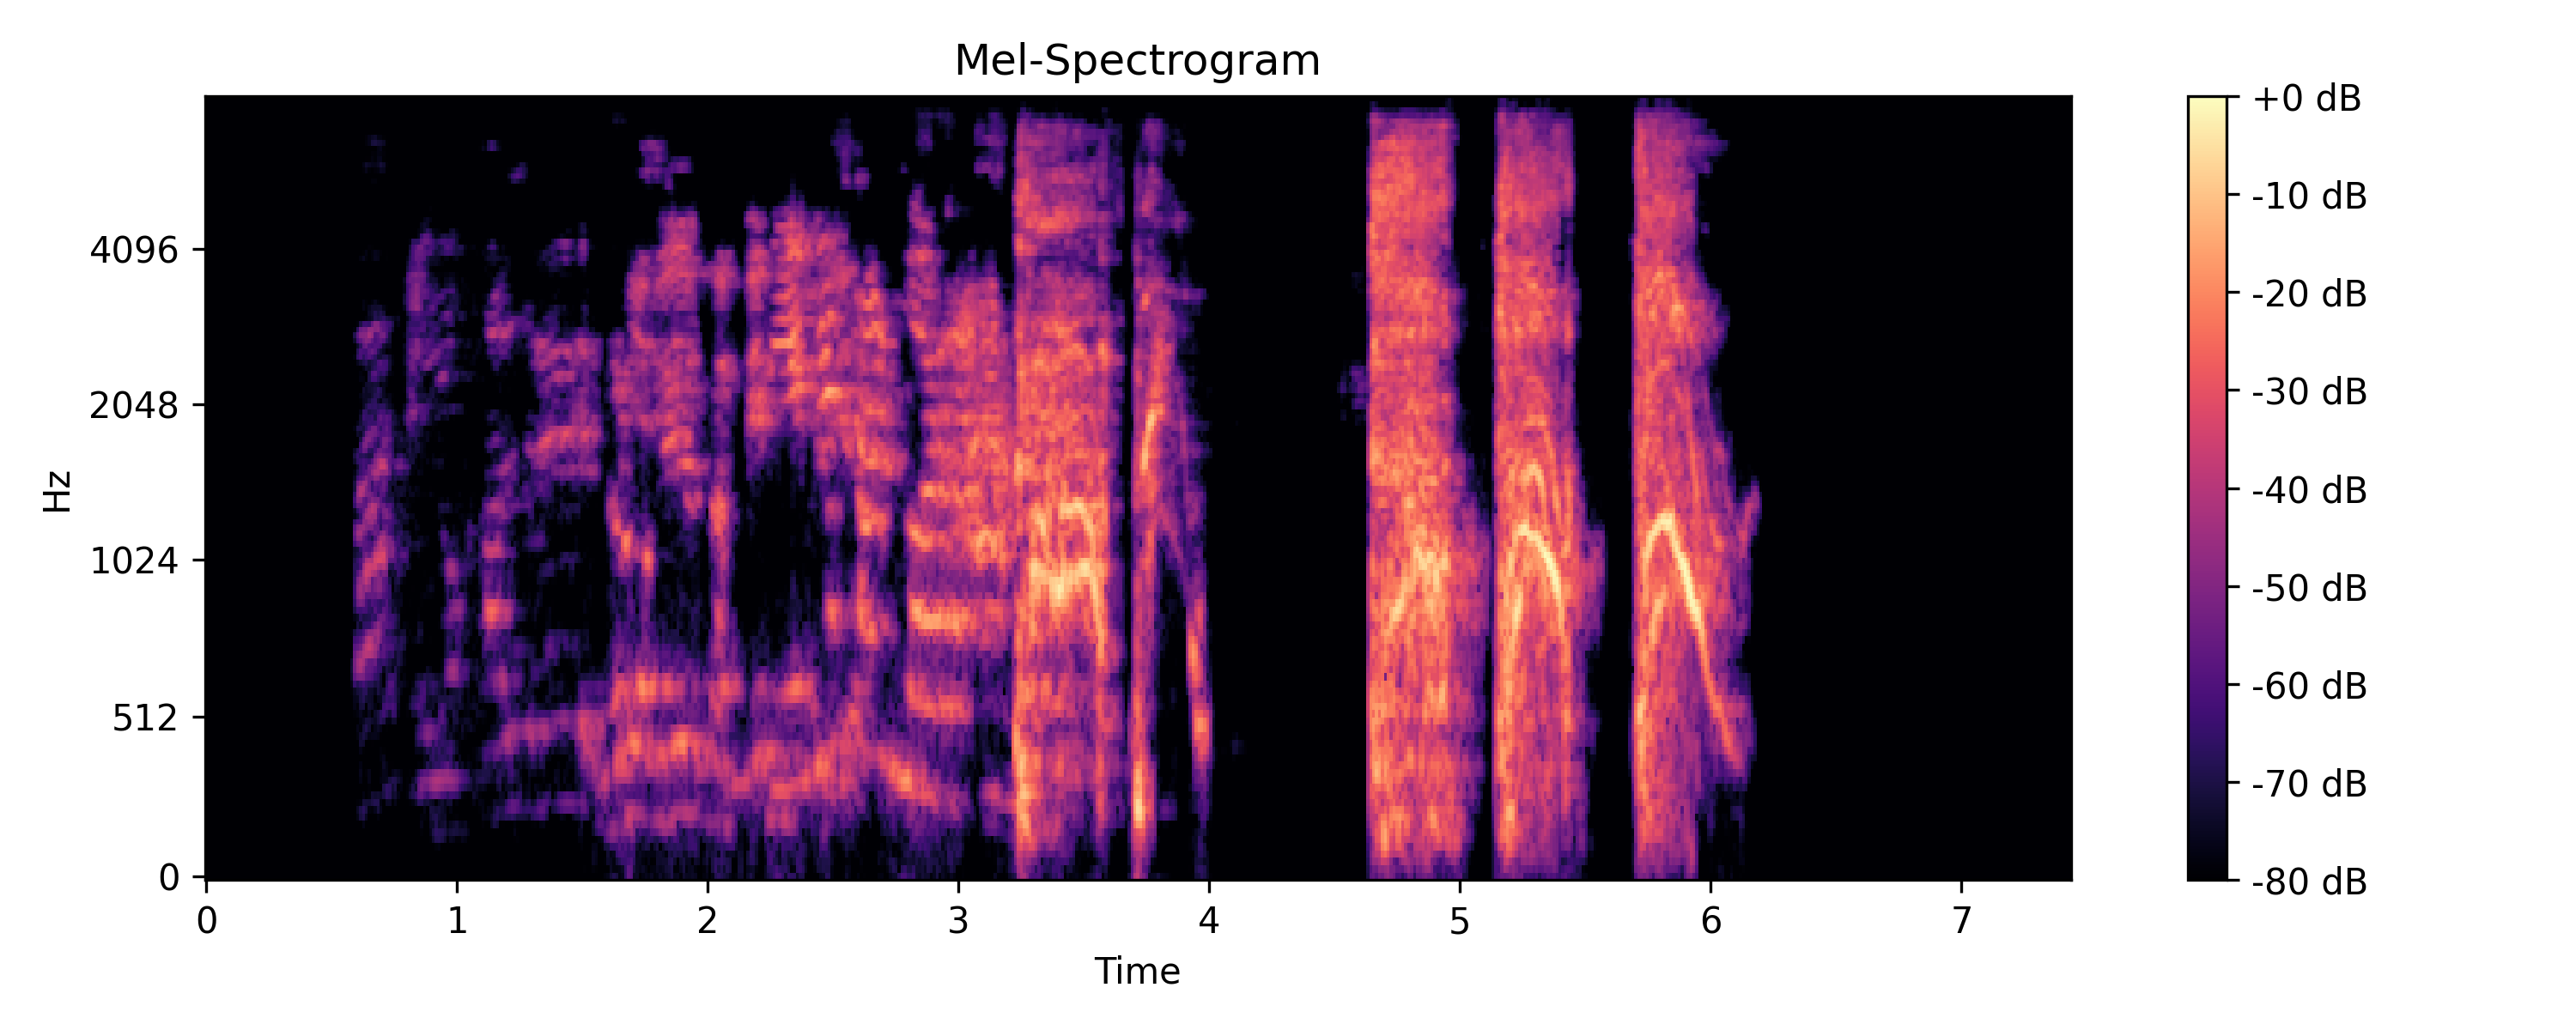 Mel-Spectrogram
+0 dB
-10 dB
-20 dB
-30 dB
-40 dB
-50 dB
-60 dB
-70 dB
-80 dB
Hz
4096
2048
1024
512
0
0 1 2 3 4 5 6 7
Time